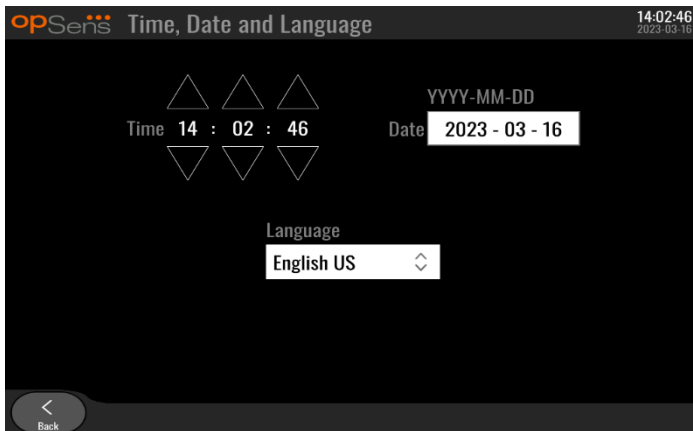 opSens Time, Date and Language 14:02:46
2023-03-16
YYYY-MM-DD
Time 14 : 02 : 46 Date 2023 - 03 - 16
Language
English US
Back